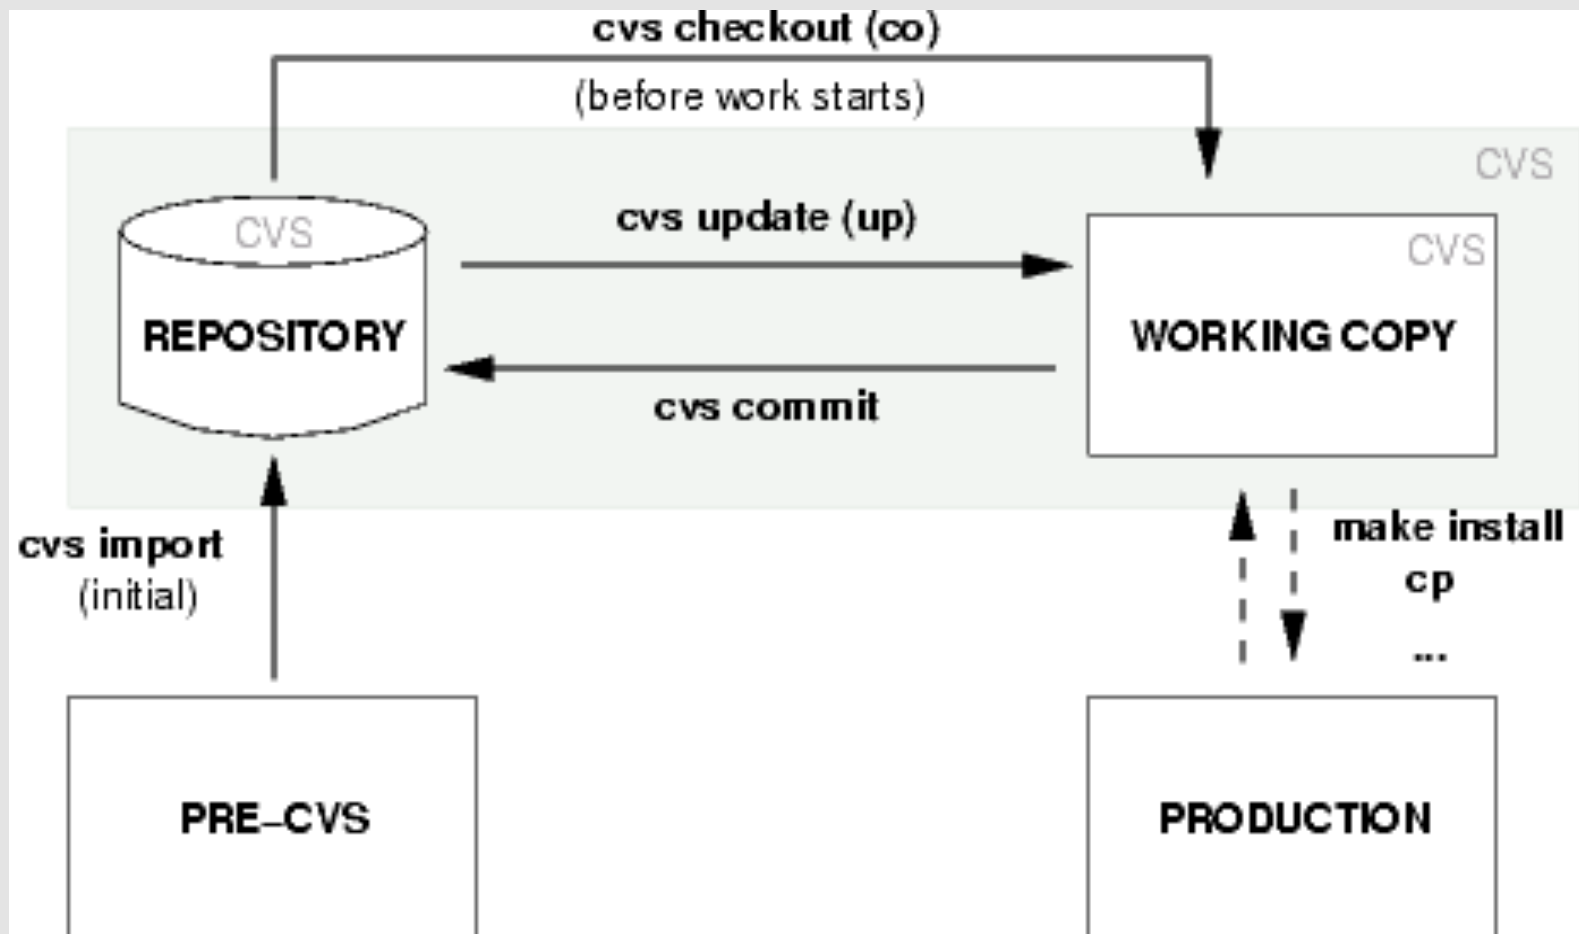 cvs checkout (co)
(before work starts)
CVS
CVS
cvs update (up)
CVS
REPOSITORY
WORKING COPY
cvs commit
cvs import
(initial)
make install
cp
...
PRE–CVS
PRODUCTION